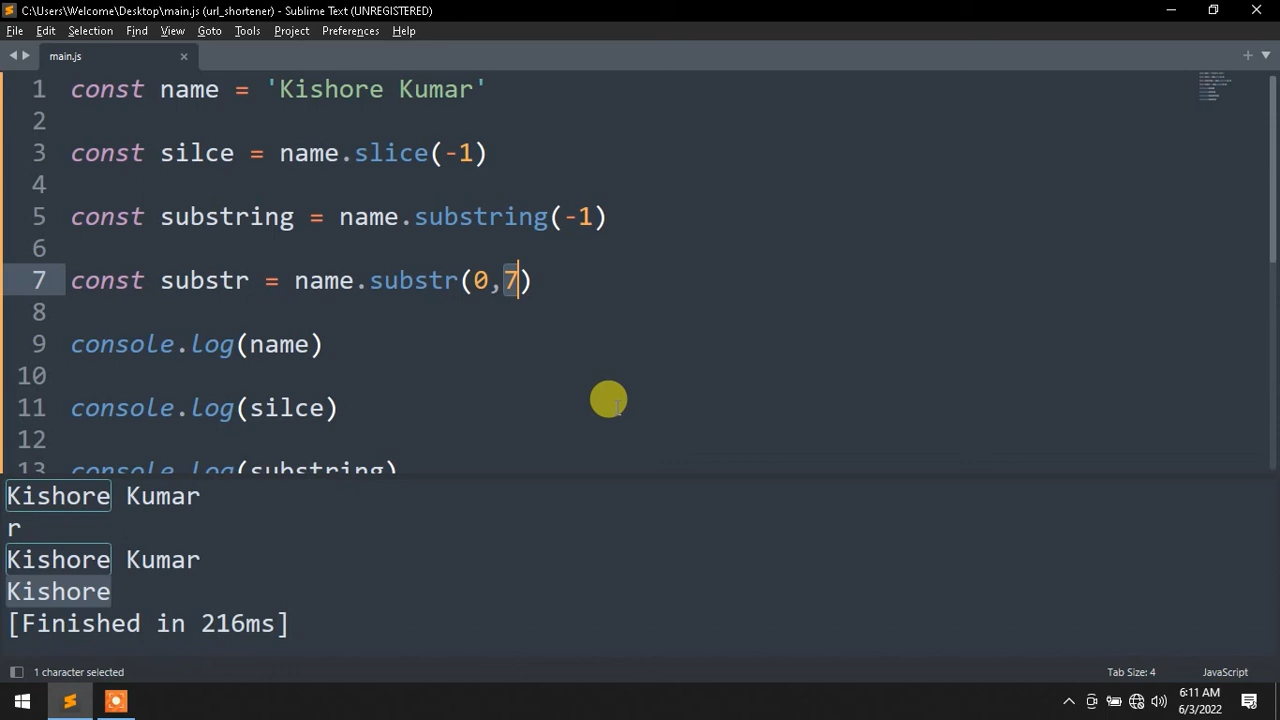 C:\Users\Welcome\Desktop\main.js (url_shortener) - Sublime Text (UNREGISTERED)
File Edit Selection Find View Goto Tools Project Preferences Help
main.js
1 const name = 'Kishore Kumar'
2
3 const silce = name.slice(-1)
4
5 const substring = name.substring(-1)
6
7 const substr = name.substr(0,7)
8
9 console.log(name)
10
11 console.log(silce)
12
13 console.log(substring)
Kishore Kumar
r
Kishore Kumar
Kishore
[Finished in 216ms]
1 character selected Tab Size: 4 JavaScript
6:11 AM
6/3/2022